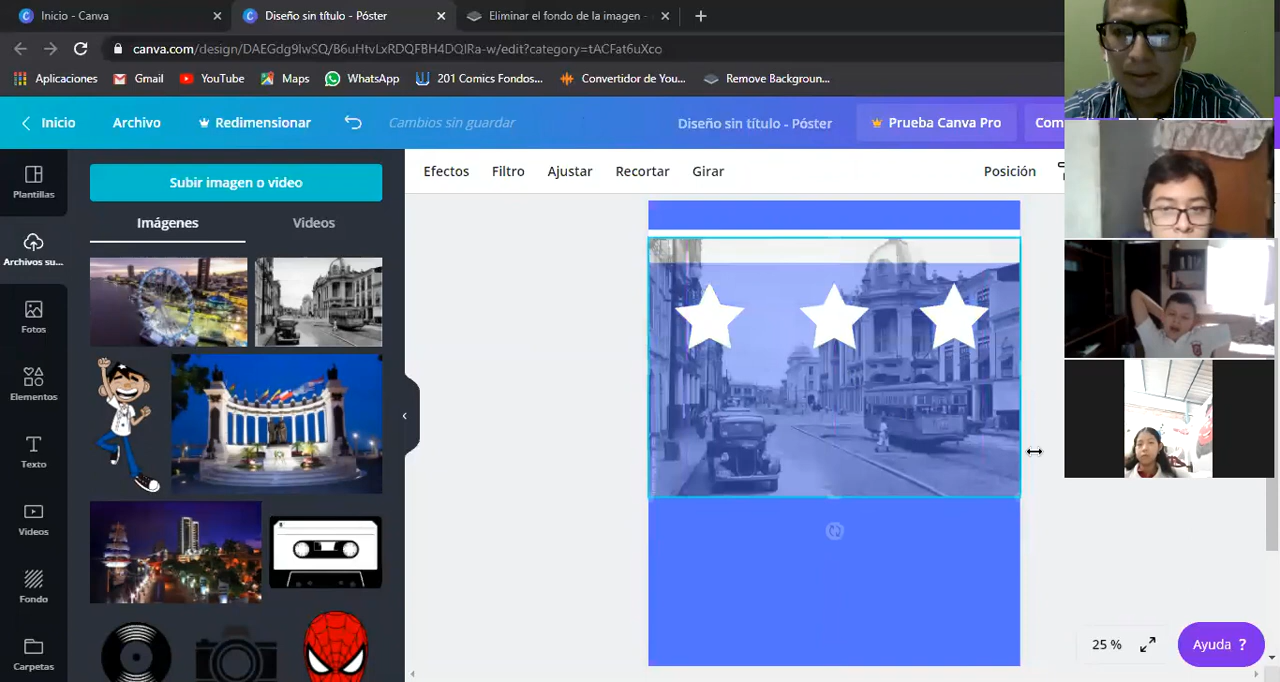 Inicio - Canva
Diseño sin título - Póster
Eliminar el fondo de la imagen -
canva.com/design/DAEGdg9IwSQ/B6uHtvLxRDQFBH4DQIRa-w/edit?category=tACFat6uXco
Aplicaciones
Gmail
YouTube
Maps
WhatsApp
201 Comics Fondos...
Convertidor de You...
Remove Backgroun...
Inicio
Archivo
Redimensionar
Cambios sin guardar
Diseño sin título - Póster
Prueba Canva Pro
Com
Plantillas
Archivos su...
Fotos
Elementos
Texto
Videos
Fondo
Carpetas
Subir imagen o video
Imágenes
Videos
Efectos
Filtro
Ajustar
Recortar
Girar
Posición
25 %
Ayuda ?